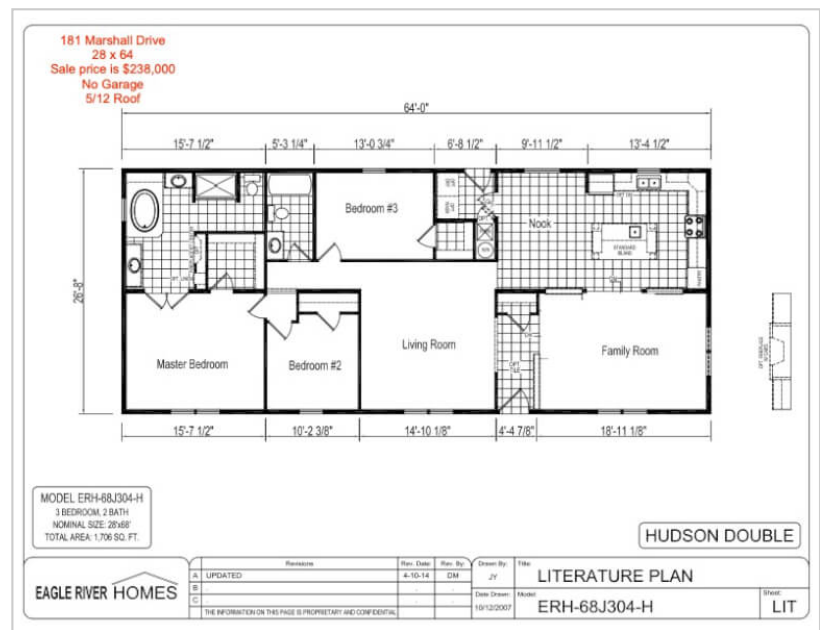 181 Marshall Drive
28 x 64
Sale price is $238,000
No Garage
5/12 Roof
64'-0"
15'-7 1/2"
5'-3 1/4"
13'-0 3/4"
6'-8 1/2"
9'-11 1/2"
13'-4 1/2"
26'-8"
Bedroom #3
Nook
STANDARD
ISLAND
PANTRY
Master Bedroom
Bedroom #2
Living Room
OPT.
Family Room
15'-7 1/2"
10'-2 3/8"
14'-10 1/8"
4'-4 7/8"
18'-11 1/8"
MODEL ERH-68J304-H
3 BEDROOM, 2 BATH
NOMINAL SIZE: 28'x68'
TOTAL AREA: 1,706 SQ. FT.
HUDSON DOUBLE
EAGLE RIVER HOMES
Revisions
Rev. Date
Rev. By
A UPDATED 4-10-14 DM
B
C
THE INFORMATION ON THIS PAGE IS PROPRIETARY AND CONFIDENTIAL
Drawn By:
JY
Date Drawn:
10/12/2007
Title:
LITERATURE PLAN
Model:
ERH-68J304-H
Sheet:
LIT